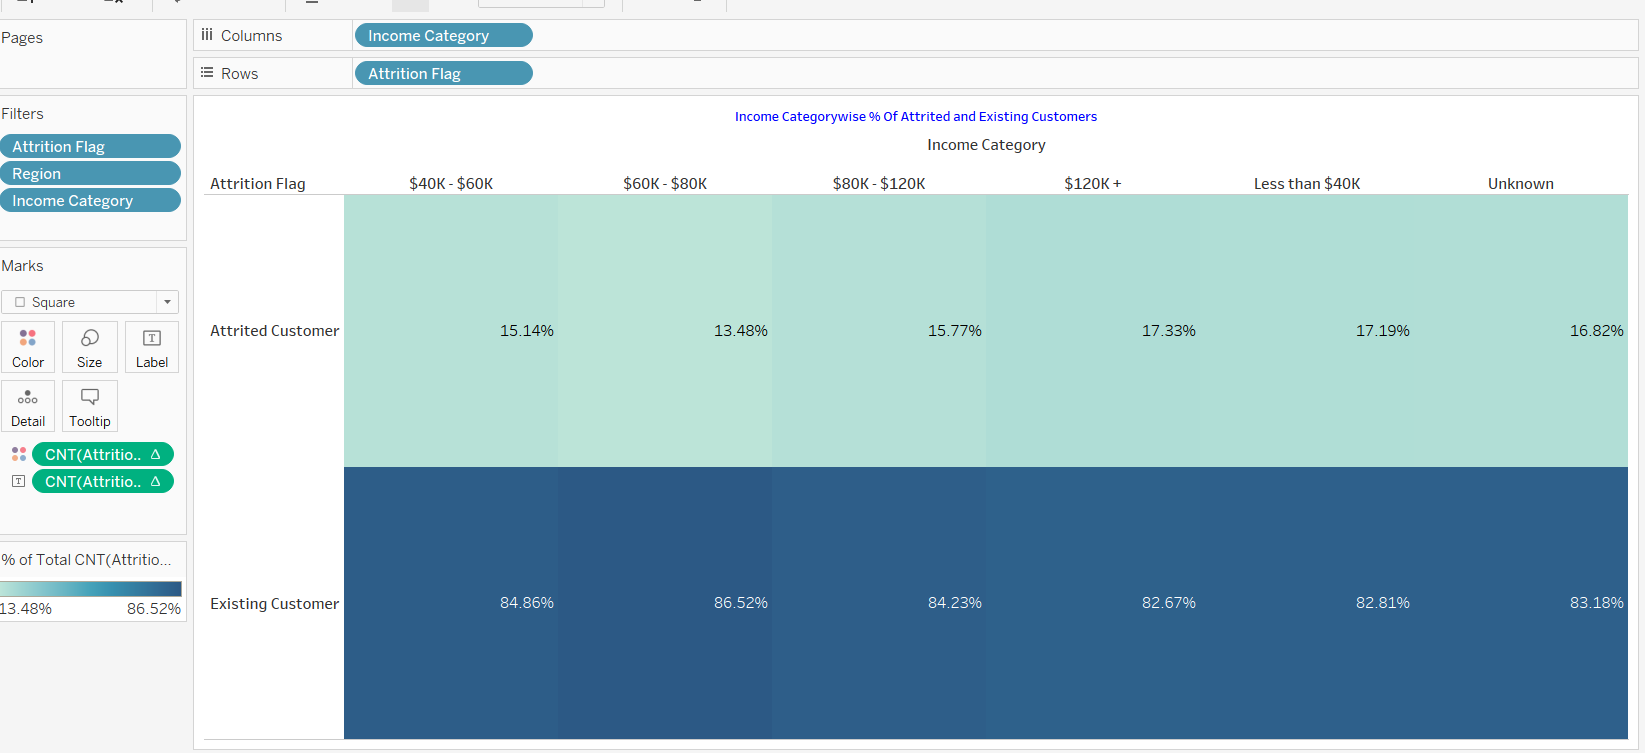 Pages
Columns
Income Category
Rows
Attrition Flag
Filters
Attrition Flag
Region
Income Category
Marks
Square
Color Size Label
Detail Tooltip
CNT(Attritio.. Δ
T CNT(Attritio.. Δ
% of Total CNT(Attritio...
13.48% 86.52%
Income Categorywise % Of Attrited and Existing Customers
Income Category
Attrition Flag $40K - $60K $60K - $80K $80K - $120K $120K + Less than $40K Unknown
Attrited Customer 15.14% 13.48% 15.77% 17.33% 17.19% 16.82%
Existing Customer 84.86% 86.52% 84.23% 82.67% 82.81% 83.18%